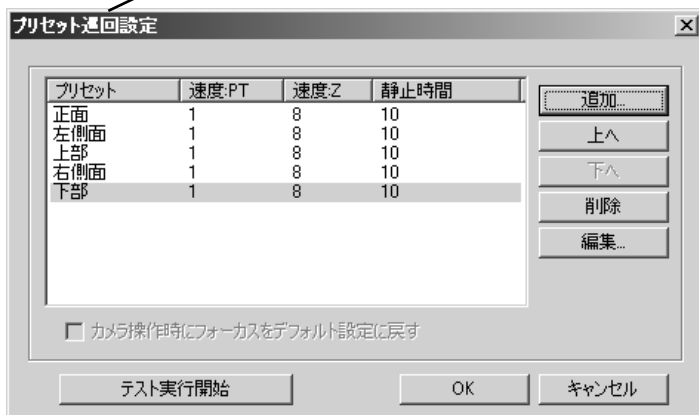 プリセット巡回設定
プリセット 速度:PT 速度:Z 静止時間
正面 1 8 10
左側面 1 8 10
上部 1 8 10
右側面 1 8 10
下部 1 8 10
追加...
上へ
下へ
削除
編集...
カメラ操作時にフォーカスをデフォルト設定に戻す
テスト実行開始 OK キャンセル